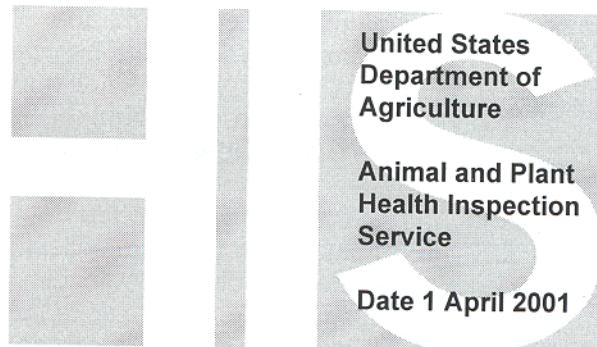 United States
Department of
Agriculture
Animal and Plant
Health Inspection
Service
Date 1 April 2001